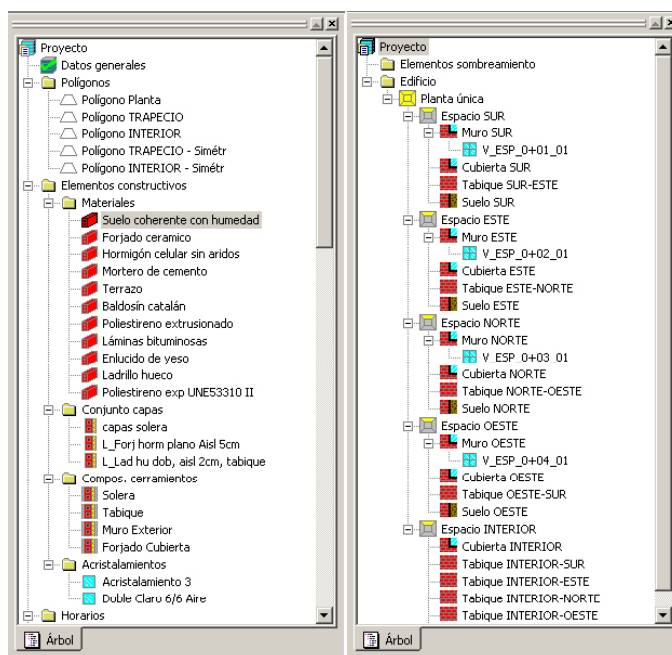 Proyecto
Datos generales
Polígonos
Polígono Planta
Polígono TRAPECIO
Polígono INTERIOR
Polígono TRAPECIO - Simétr
Polígono INTERIOR - Simétr
Elementos constructivos
Materiales
Suelo coherente con humedad
Forjado ceramico
Hormigón celular sin aridos
Mortero de cemento
Terrazo
Baldosín catalán
Poliestireno extrusionado
Láminas bituminosas
Enlucido de yeso
Ladrillo hueco
Poliestireno exp UNE53310 II
Conjunto capas
capas solera
L_Forj horm plano Aisl 5cm
L_Lad hu dob, aisl 2cm, tabique
Compos. cerramientos
Solera
Tabique
Muro Exterior
Forjado Cubierta
Acristalamientos
Acristalamiento 3
Doble Claro 6/6 Aire
Horarios
Árbol
Proyecto
Elementos sombreamiento
Edificio
Planta única
Espacio SUR
Muro SUR
V_ESP_0+01_01
Cubierta SUR
Tabique SUR-ESTE
Suelo SUR
Espacio ESTE
Muro ESTE
V_ESP_0+02_01
Cubierta ESTE
Tabique ESTE-NORTE
Suelo ESTE
Espacio NORTE
Muro NORTE
V_ESP_0+03_01
Cubierta NORTE
Tabique NORTE-OESTE
Suelo NORTE
Espacio OESTE
Muro OESTE
V_ESP_0+04_01
Cubierta OESTE
Tabique OESTE-SUR
Suelo OESTE
Espacio INTERIOR
Cubierta INTERIOR
Tabique INTERIOR-SUR
Tabique INTERIOR-ESTE
Tabique INTERIOR-NORTE
Tabique INTERIOR-OESTE
Árbol